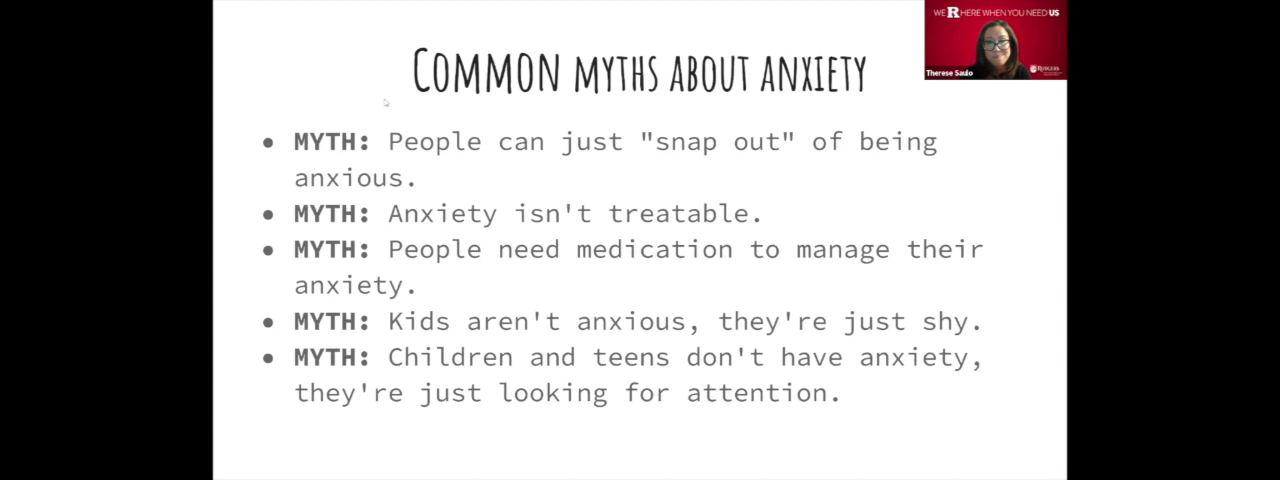 WE R HERE WHEN YOU NEED US
Therese Saulo
RUTGERS
COMMON MYTHS ABOUT ANXIETY
● MYTH: People can just "snap out" of being
anxious.
● MYTH: Anxiety isn't treatable.
● MYTH: People need medication to manage their
anxiety.
● MYTH: Kids aren't anxious, they're just shy.
● MYTH: Children and teens don't have anxiety,
they're just looking for attention.